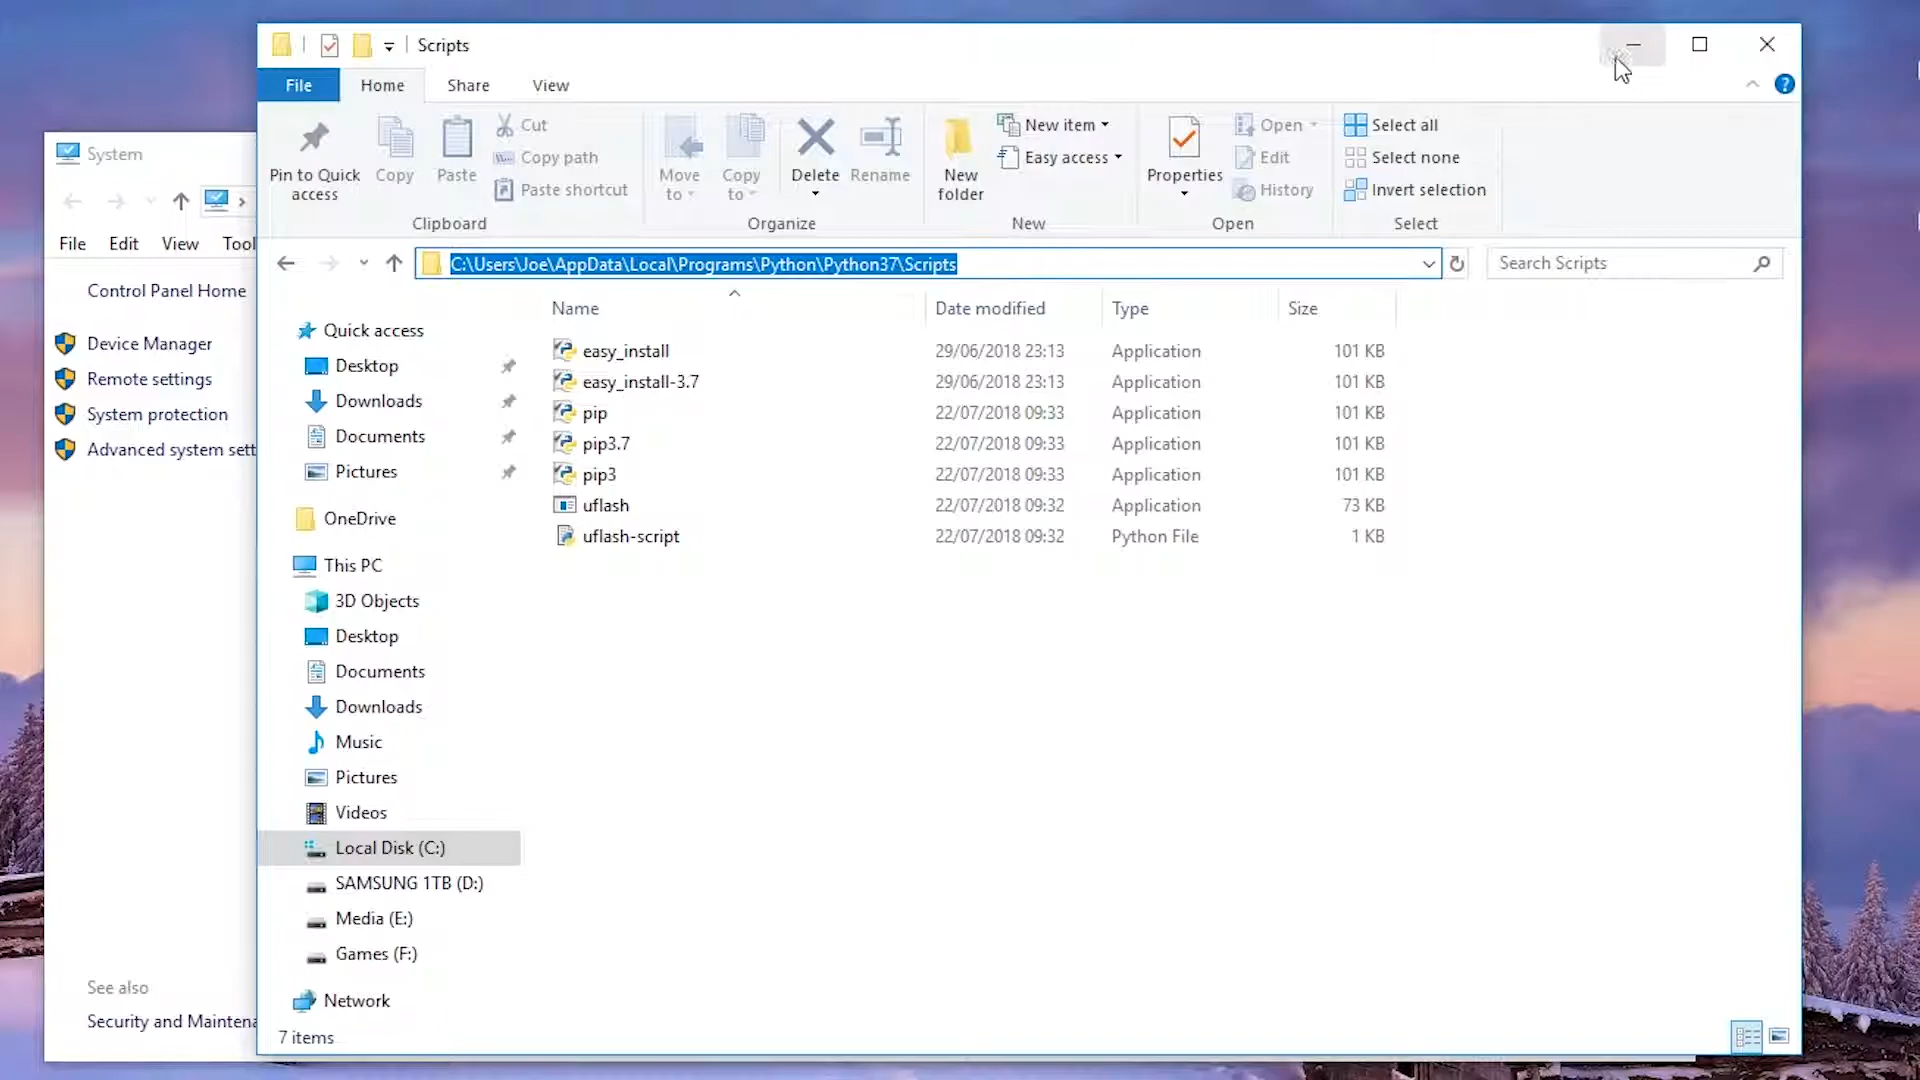 Scripts
File Home Share View
Pin to Quick access
Copy
Paste
Cut
Copy path
Paste shortcut
Clipboard
Move to
Copy to
Delete
Rename
Organize
New folder
New item
Easy access
New
Properties
Open
Edit
History
Open
Select all
Select none
Invert selection
Select
C:\Users\Joe\AppData\Local\Programs\Python\Python37\Scripts
Search Scripts
System
File Edit View Tool
Control Panel Home
Device Manager
Remote settings
System protection
Advanced system sett
See also
Security and Maintena
Quick access
Desktop
Downloads
Documents
Pictures
OneDrive
This PC
3D Objects
Desktop
Documents
Downloads
Music
Pictures
Videos
Local Disk (C:)
SAMSUNG 1TB (D:)
Media (E:)
Games (F:)
Network
Name Date modified Type Size
easy_install 29/06/2018 23:13 Application 101 KB
easy_install-3.7 29/06/2018 23:13 Application 101 KB
pip 22/07/2018 09:33 Application 101 KB
pip3.7 22/07/2018 09:33 Application 101 KB
pip3 22/07/2018 09:33 Application 101 KB
uflash 22/07/2018 09:32 Application 73 KB
uflash-script 22/07/2018 09:32 Python File 1 KB
7 items